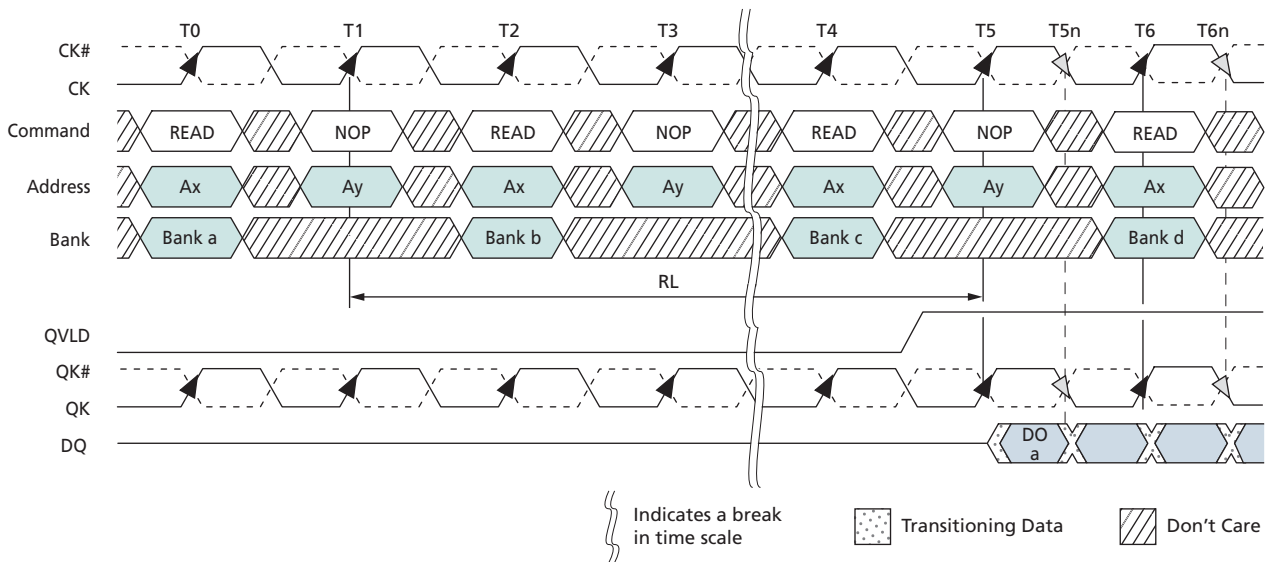 T0 T1 T2 T3 T4 T5 T5n T6 T6n
CK#
CK
Command READ NOP READ NOP READ NOP READ
Address Ax Ay Ax Ay Ax Ay Ax
Bank Bank a Bank b Bank c Bank d
RL
QVLD
QK#
QK
DQ DO
a
Indicates a break
in time scale
Transitioning Data
Don't Care